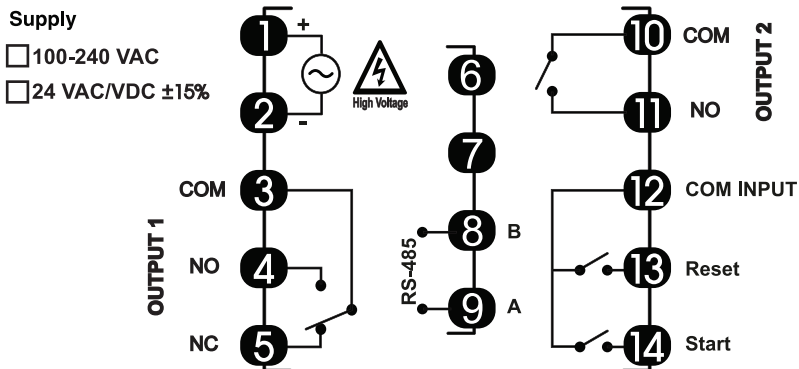 Supply
100-240 VAC
24 VAC/VDC ±15%
1
+
2
-
High Voltage
COM
3
NO
4
NC
5
OUTPUT 1
6
7
8
B
9
A
RS-485
10
COM
11
NO
OUTPUT 2
12
COM INPUT
13
Reset
14
Start